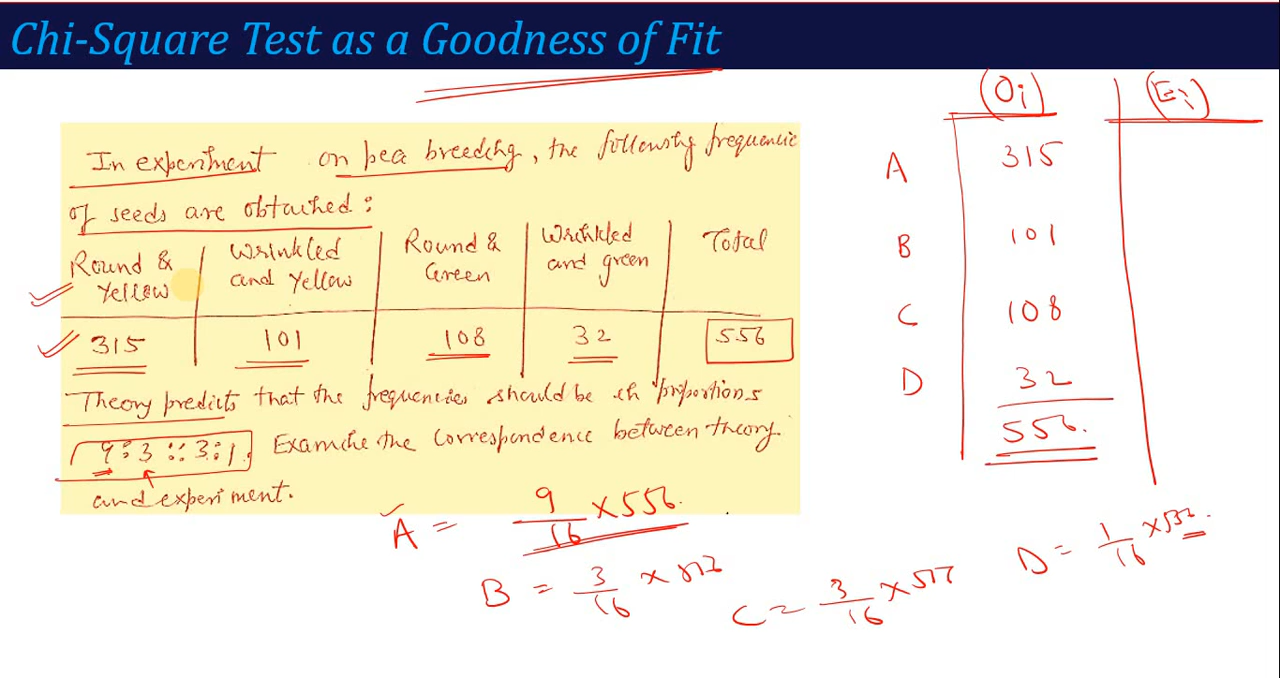 Chi-Square Test as a Goodness of Fit
In experiment on pea breeding, the following frequencie
of seeds are obtained :
Round & Yellow | Wrinkled and Yellow | Round & Green | Wrinkled and green | Total
315 | 101 | 108 | 32 | 556
Theory predicts that the frequencies should be in proportions
9:3::3:1. Examine the correspondence between theory.
and experiment.
(Oi) (Ei)
A 315
B 101
C 108
D 32
556.
A = 9/16 × 556.
B = 3/16 ×
C = 3/16 ×
D = 1/16 ×